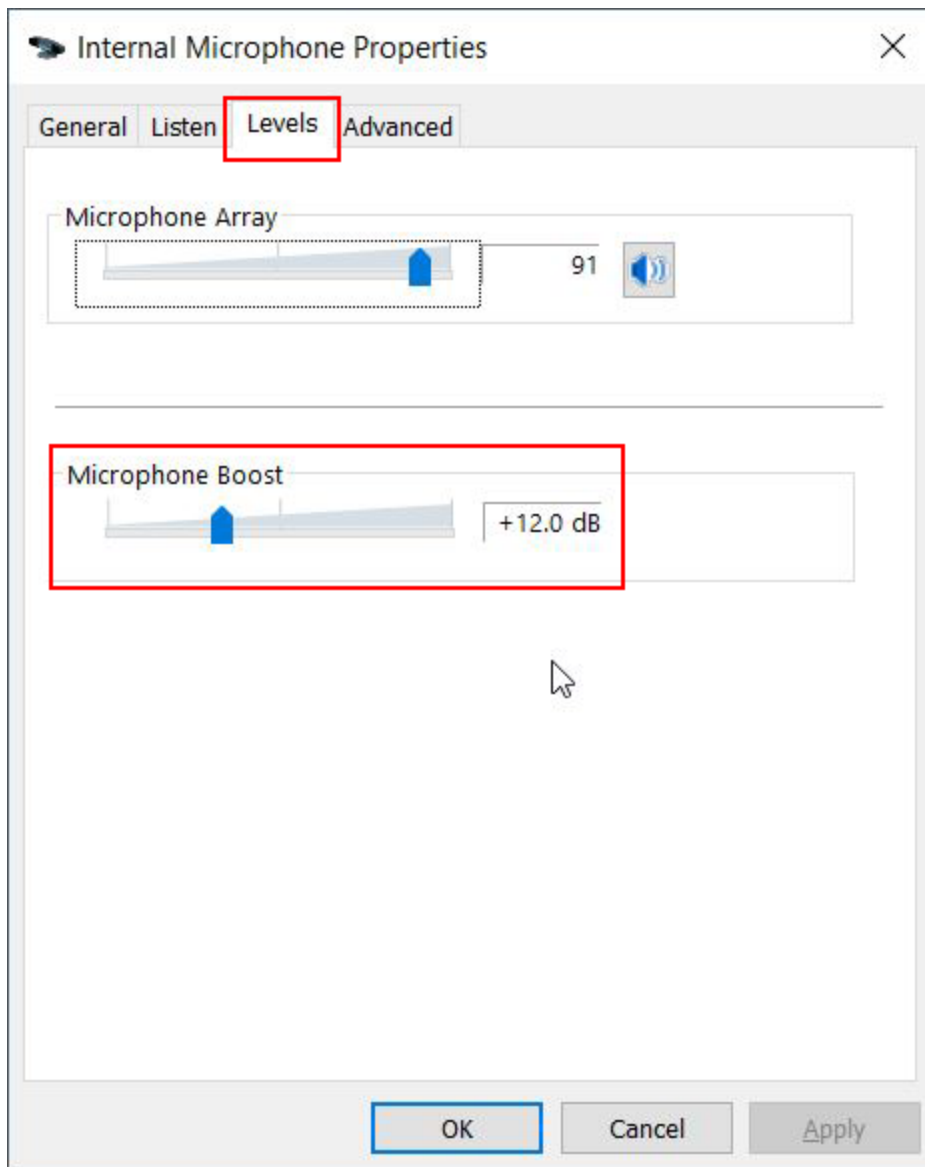 Internal Microphone Properties
General Listen Levels Advanced
Microphone Array
91
Microphone Boost
+12.0 dB
OK Cancel Apply